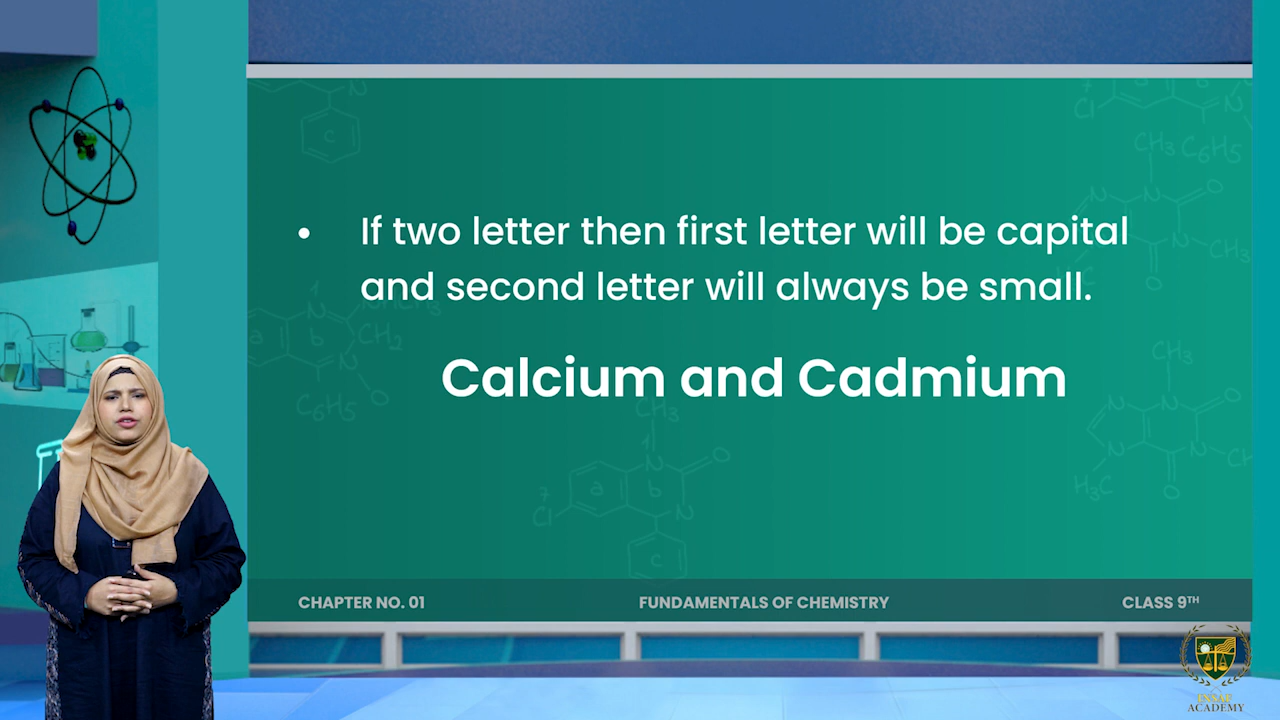 If two letter then first letter will be capital
and second letter will always be small.
Calcium and Cadmium
CHAPTER NO. 01
FUNDAMENTALS OF CHEMISTRY
CLASS 9TH
ACADEMY